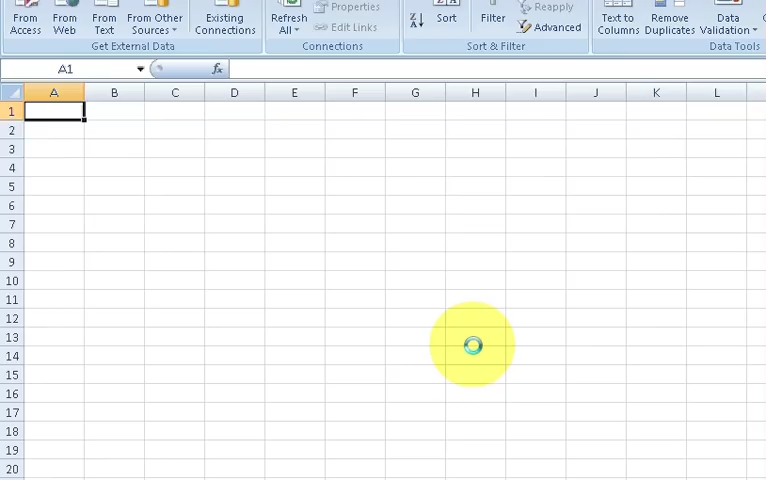 From Access
From Web
From Text
From Other Sources
Existing Connections
Get External Data
Refresh All
Properties
Edit Links
Connections
Z A
Sort
Filter
Reapply
Advanced
Sort & Filter
Text to Columns
Remove Duplicates
Data Validation
Data Tools
A1
fx
A B C D E F G H I J K L
1
2
3
4
5
6
7
8
9
10
11
12
13
14
15
16
17
18
19
20